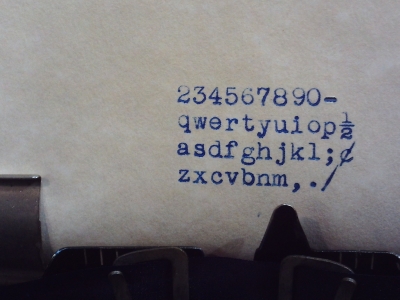 234567890-
qwertyuiop½
asdfghjkl;¢
zxcvbnm,./